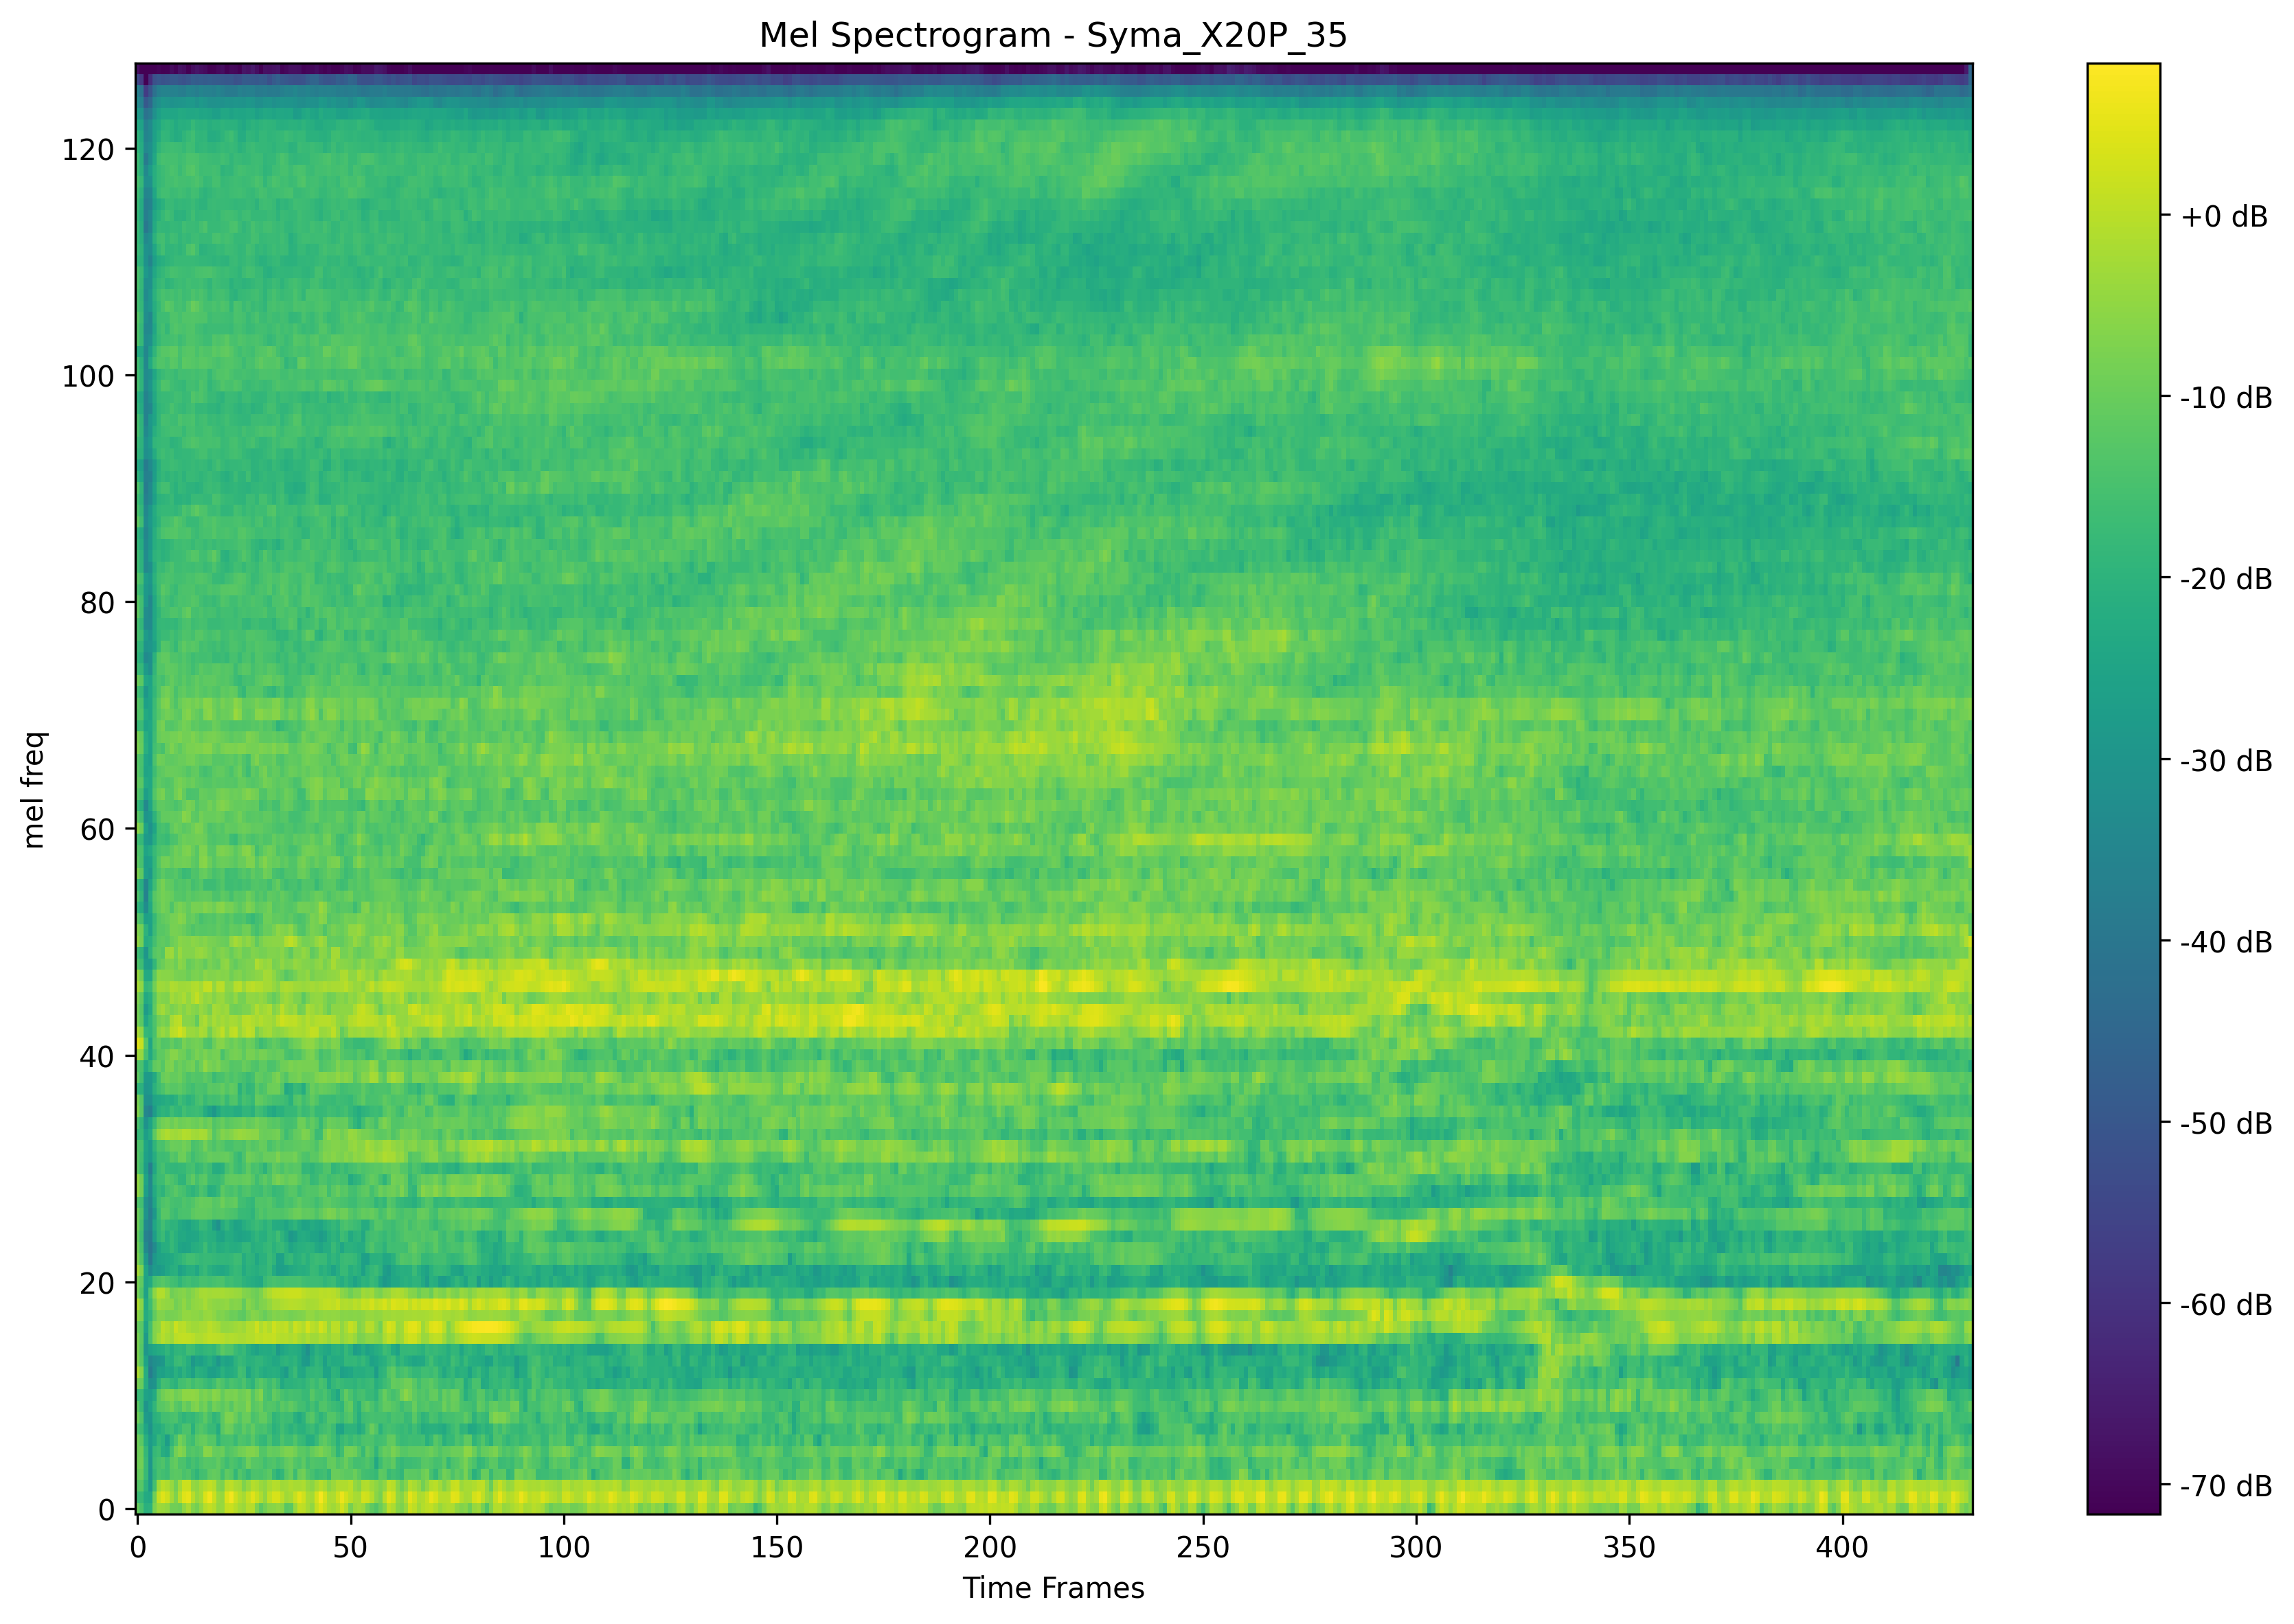 Mel Spectrogram - Syma_X20P_35
120
100
80
60
40
20
0
mel freq
0 50 100 150 200 250 300 350 400
Time Frames
+0 dB
-10 dB
-20 dB
-30 dB
-40 dB
-50 dB
-60 dB
-70 dB